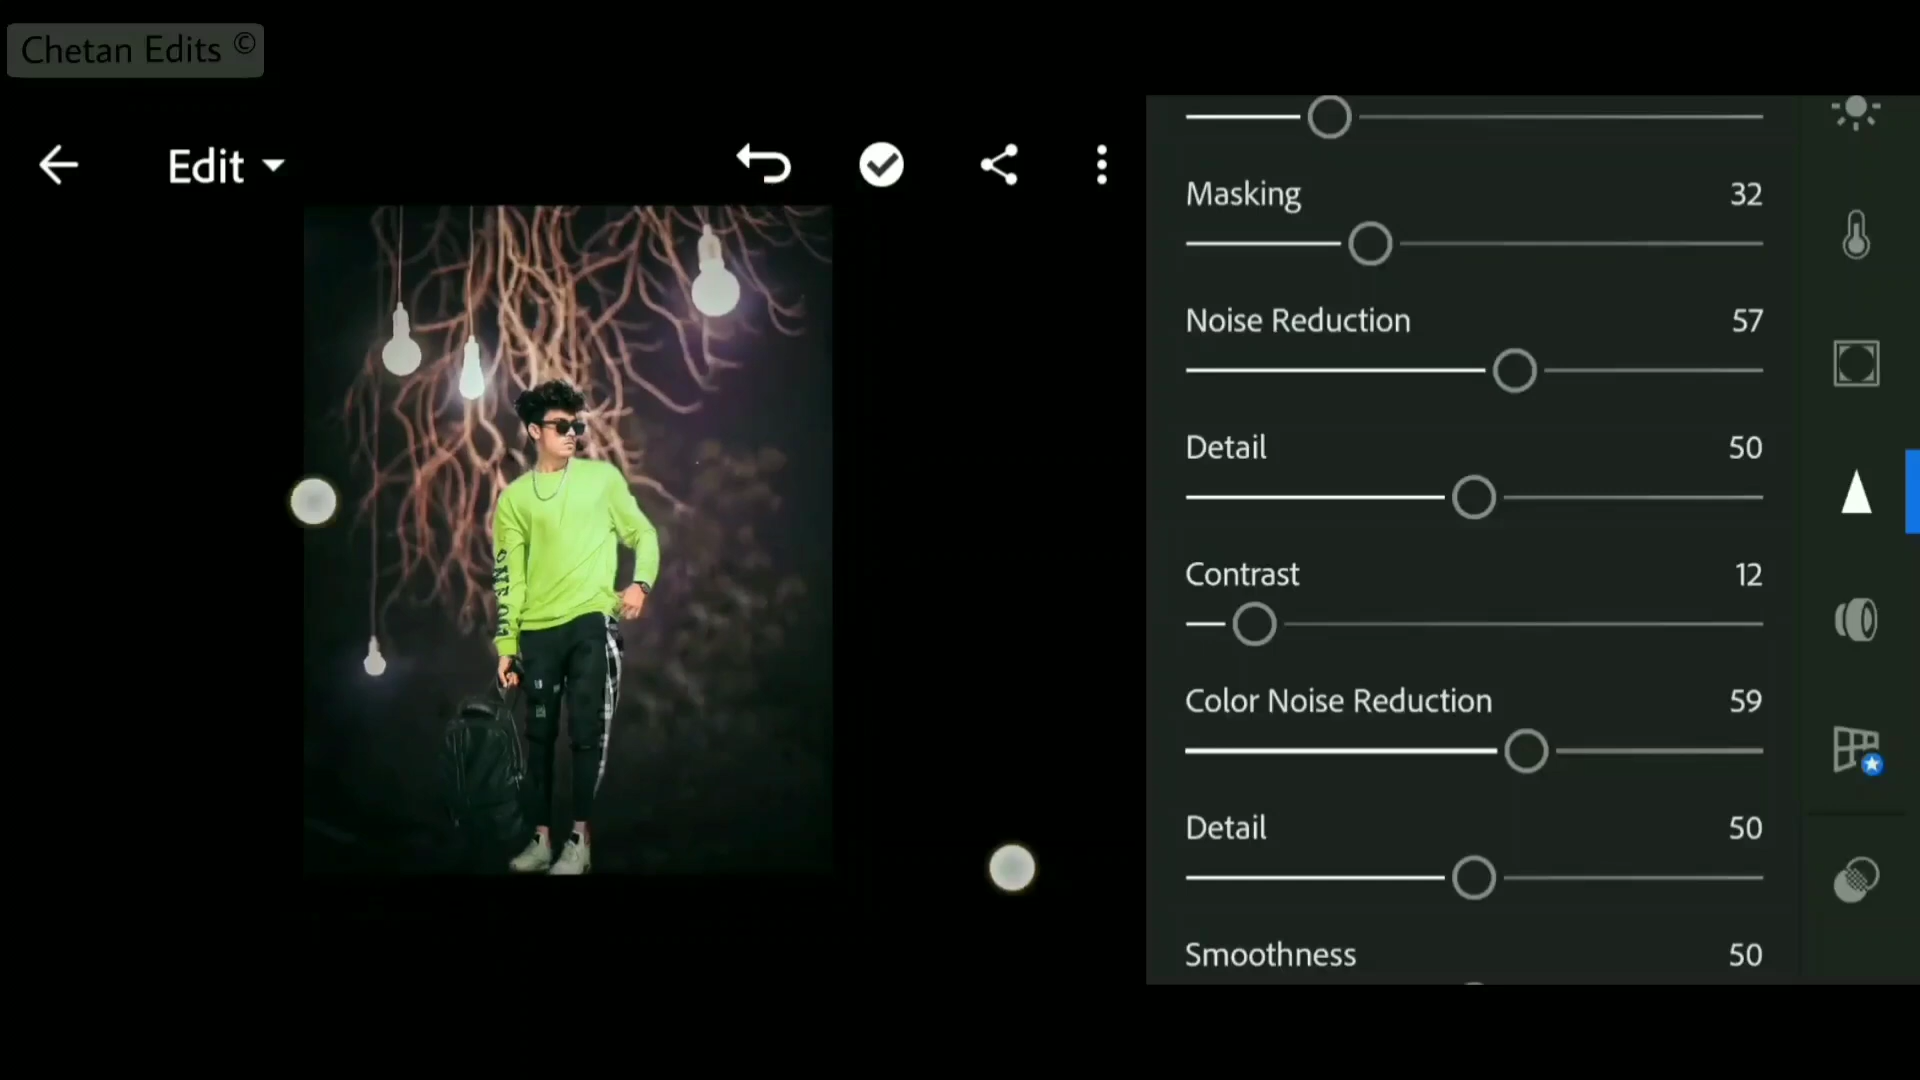 Chetan Edits ©
Edit
Masking 32
Noise Reduction 57
Detail 50
Contrast 12
Color Noise Reduction 59
Detail 50
Smoothness 50